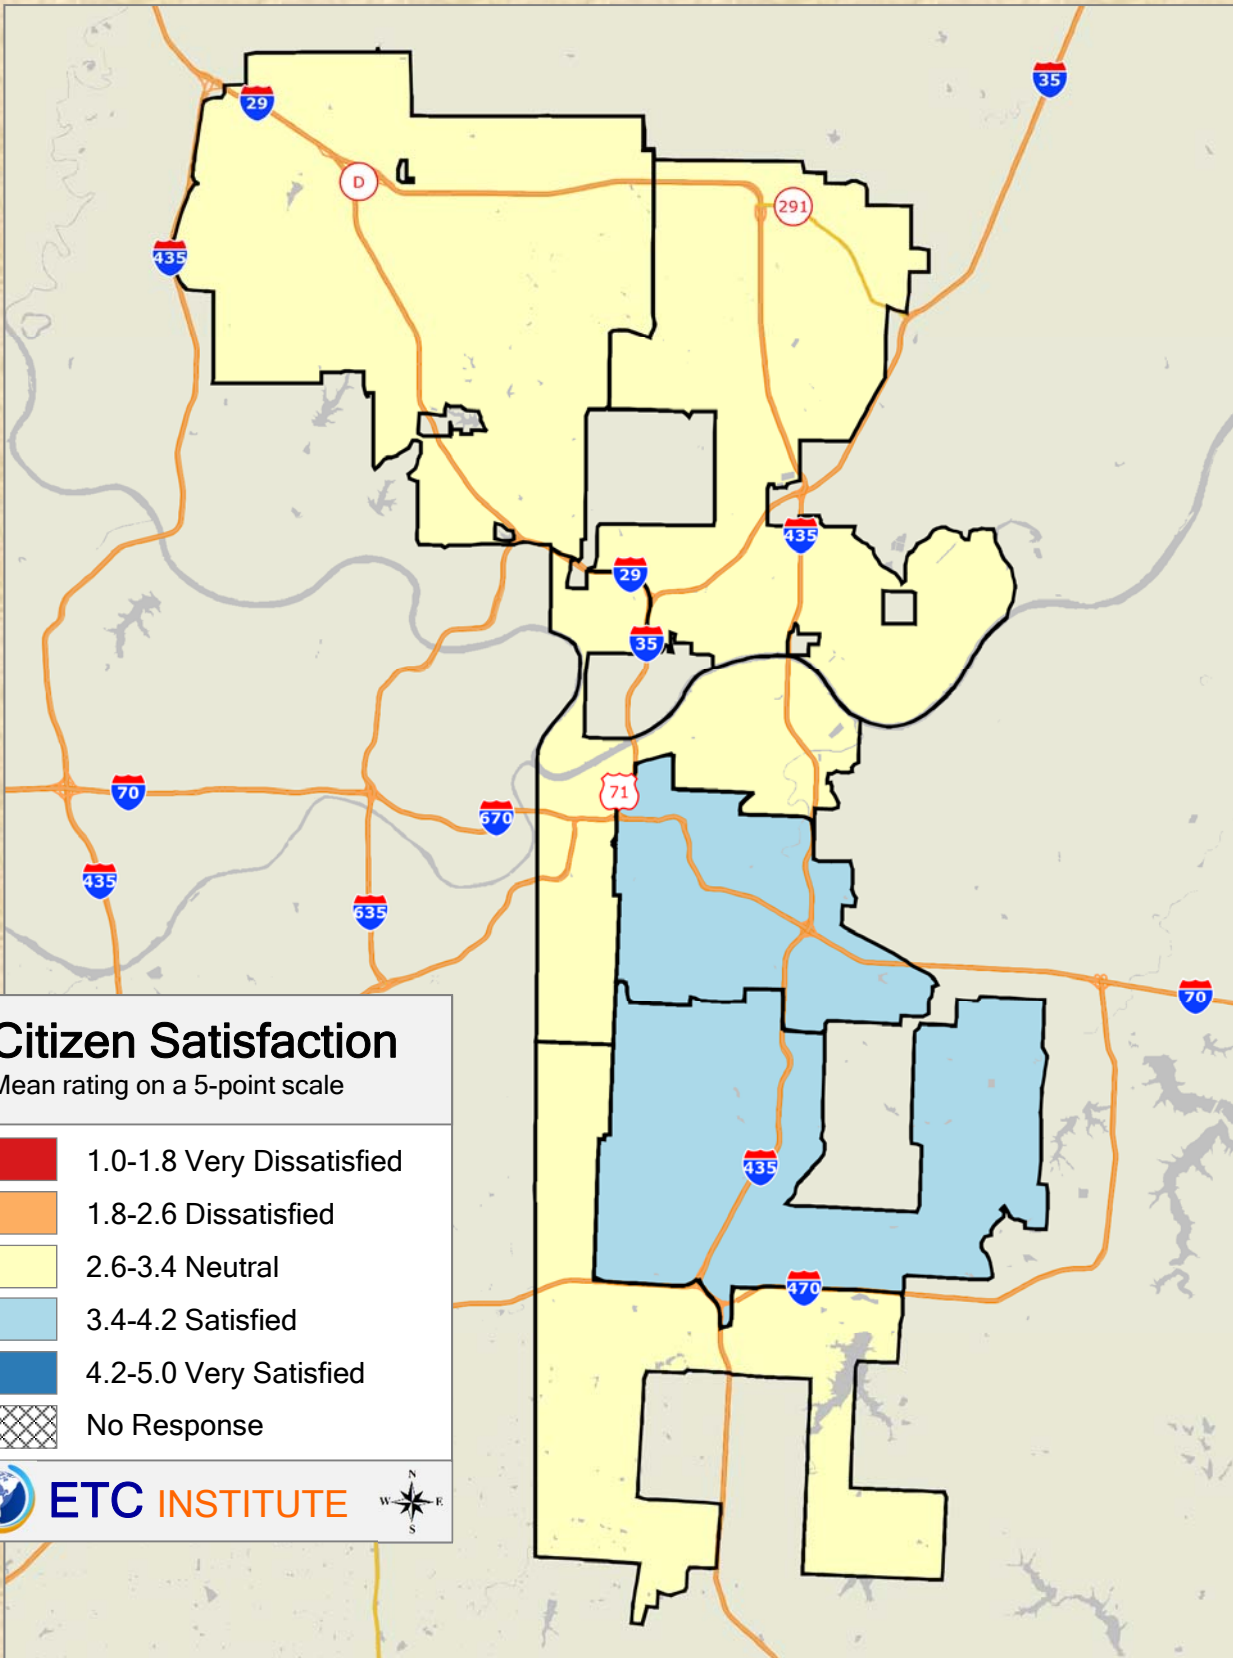 35
29
D
291
435
435
29
35
70
71
670
435
635
70
Citizen Satisfaction
Mean rating on a 5-point scale
1.0-1.8 Very Dissatisfied
1.8-2.6 Dissatisfied
435
2.6-3.4 Neutral
470
3.4-4.2 Satisfied
4.2-5.0 Very Satisfied
No Response
ETC INSTITUTE
N
W E
S